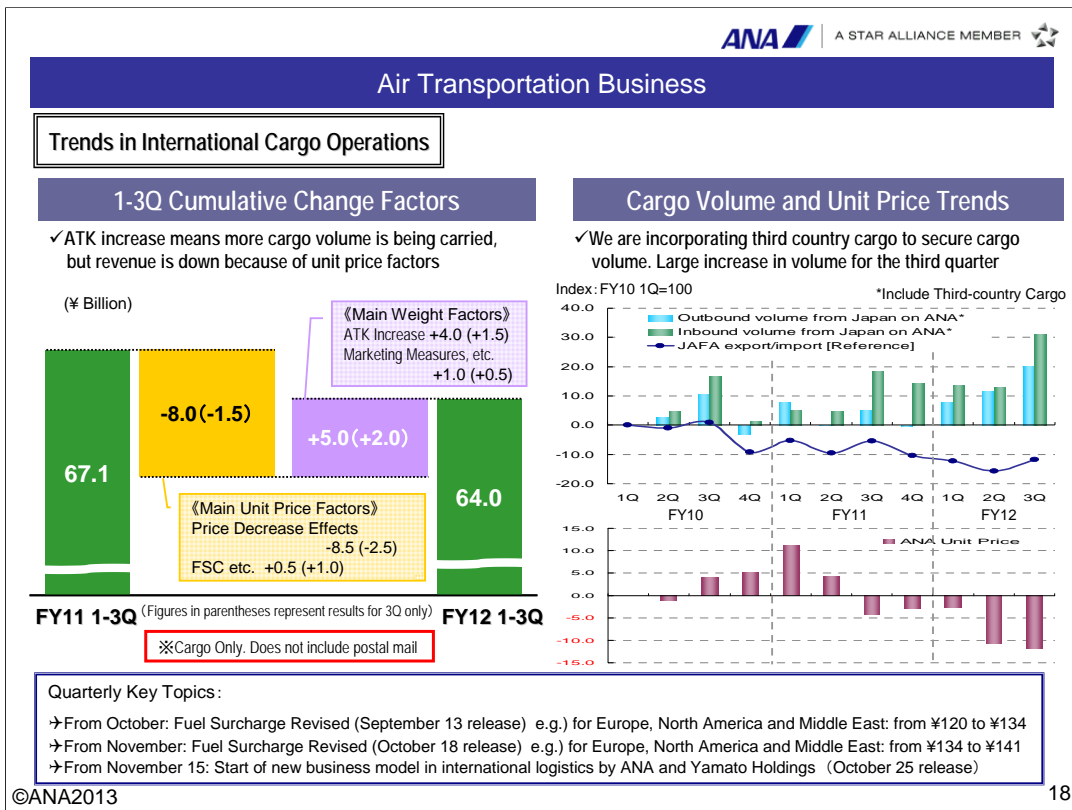 ANA
A STAR ALLIANCE MEMBER
Air Transportation Business
Trends in International Cargo Operations
1-3Q Cumulative Change Factors
✓ATK increase means more cargo volume is being carried,
but revenue is down because of unit price factors
(¥ Billion)
《Main Weight Factors》
ATK Increase +4.0 (+1.5)
Marketing Measures, etc.
+1.0 (+0.5)
-8.0(-1.5)
+5.0(+2.0)
67.1
64.0
《Main Unit Price Factors》
Price Decrease Effects
-8.5 (-2.5)
FSC etc. +0.5 (+1.0)
FY11 1-3Q
(Figures in parentheses represent results for 3Q only)
FY12 1-3Q
※Cargo Only. Does not include postal mail
Cargo Volume and Unit Price Trends
✓We are incorporating third country cargo to secure cargo
volume. Large increase in volume for the third quarter
Index:FY10 1Q=100
*Include Third-country Cargo
40.0
30.0
20.0
10.0
0.0
-10.0
-20.0
Outbound volume from Japan on ANA*
Inbound volume from Japan on ANA*
JAFA export/import [Reference]
1Q 2Q 3Q 4Q 1Q 2Q 3Q 4Q 1Q 2Q 3Q
FY10 FY11 FY12
15.0
10.0
5.0
0.0
-5.0
-10.0
-15.0
ANA Unit Price
Quarterly Key Topics:
✈From October: Fuel Surcharge Revised (September 13 release) e.g.) for Europe, North America and Middle East: from ¥120 to ¥134
✈From November: Fuel Surcharge Revised (October 18 release) e.g.) for Europe, North America and Middle East: from ¥134 to ¥141
✈From November 15: Start of new business model in international logistics by ANA and Yamato Holdings (October 25 release)
©ANA2013
18